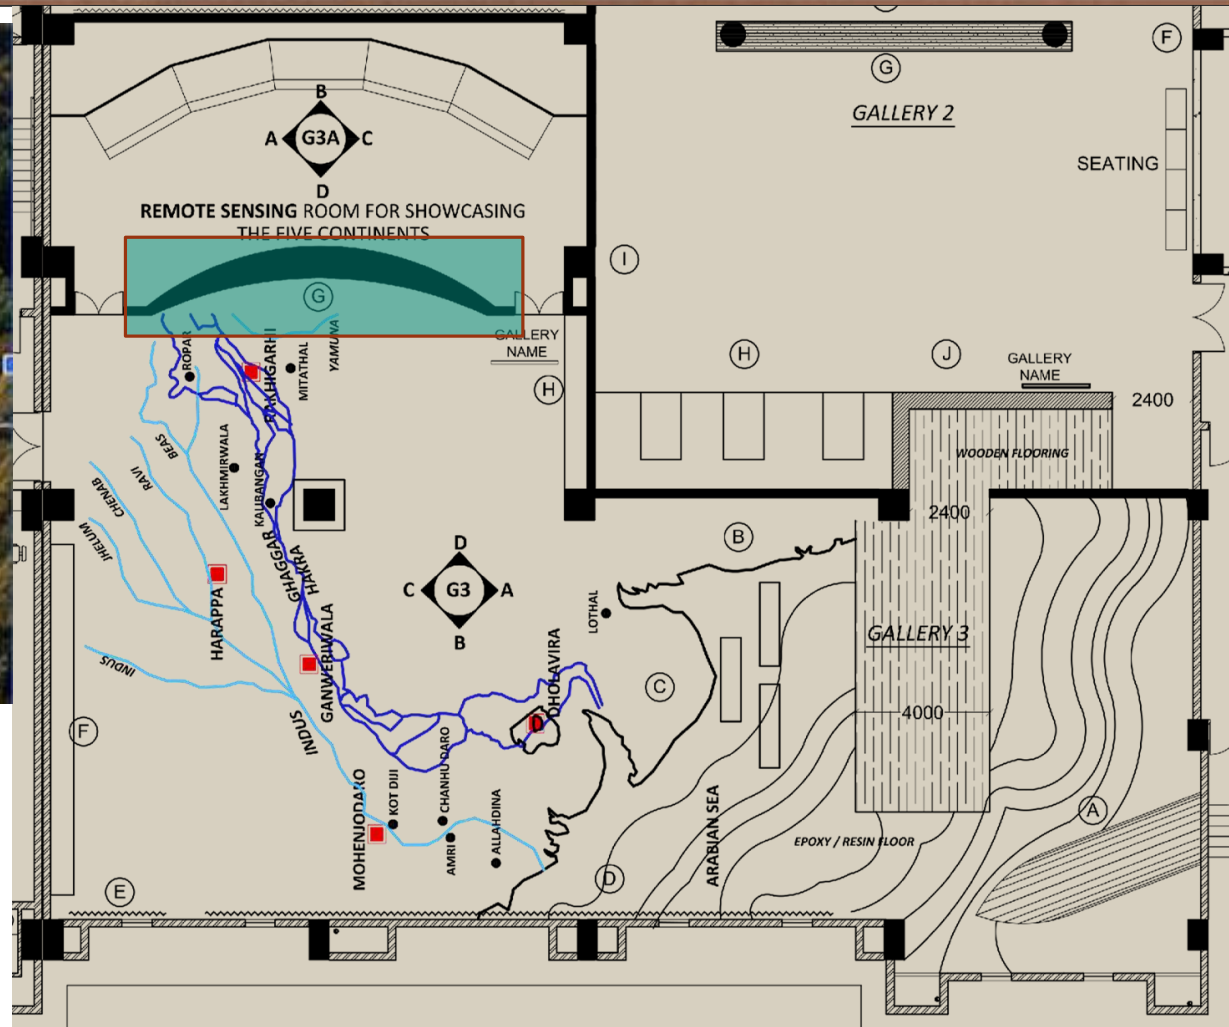 B
A G3A C
D
REMOTE SENSING ROOM FOR SHOWCASING
THE FIVE CONTINENTS
G
GALLERY
NAME
H
F
G
GALLERY 2
SEATING
I
H
J
GALLERY
NAME
2400
WOODEN FLOORING
2400
ROPAR
RAKHIGARHI
MITATHAL
YAMUNA
BEAS
RAVI
CHENAB
JHELUM
LAKHMIRWALA
KALIBANGAN
GHAGGAR
HAKRA
HARAPPA
GANWERIWALA
INDUS
INDUS
D
C G3 A
B
B
LOTHAL
GALLERY 3
C
DHOLAVIRA
D
4000
F
MOHENJODARO
KOT DIJI
CHANHU DARO
AMRI
ALLAHDINA
ARABIAN SEA
EPOXY / RESIN FLOOR
A
E
D